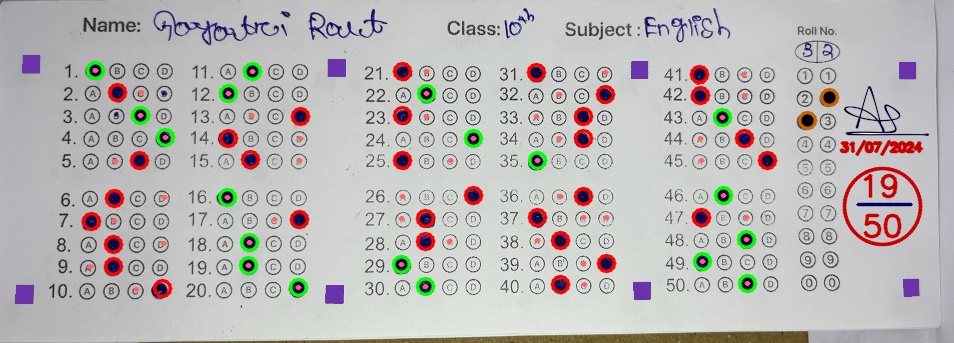 Name: Gayatri Raut Class: 10th Subject: English Roll No.
3 2
1. A B C D 11. A B C D 21. A B C D 31. A B C D 41. A B C D 1 1
2. A B C D 12. A B C D 22. A B C D 32. A B C D 42. A B C D 2
3. A B C D 13. A B C D 23. A B C D 33. A B C D 43. A B C D 3
4. A B C D 14. A B C D 24. A B C D 34. A B C D 44. A B C D 4 4
5. A B C D 15. A B C D 25. A B C D 35. A B C D 45. A B C D 5 5
6. A B C D 16. A B C D 26. A B C D 36. A B C D 46. A B C D 6 6
7. A B C D 17. A B C D 27. A B C D 37. A B C D 47. A B C D 7 7
8. A B C D 18. A B C D 28. A B C D 38. A B C D 48. A B C D 8 8
9. A B C D 19. A B C D 29. A B C D 39. A B C D 49. A B C D 9 9
10. A B C D 20. A B C D 30. A B C D 40. A B C D 50. A B C D 0 0
31/07/2024
19
50